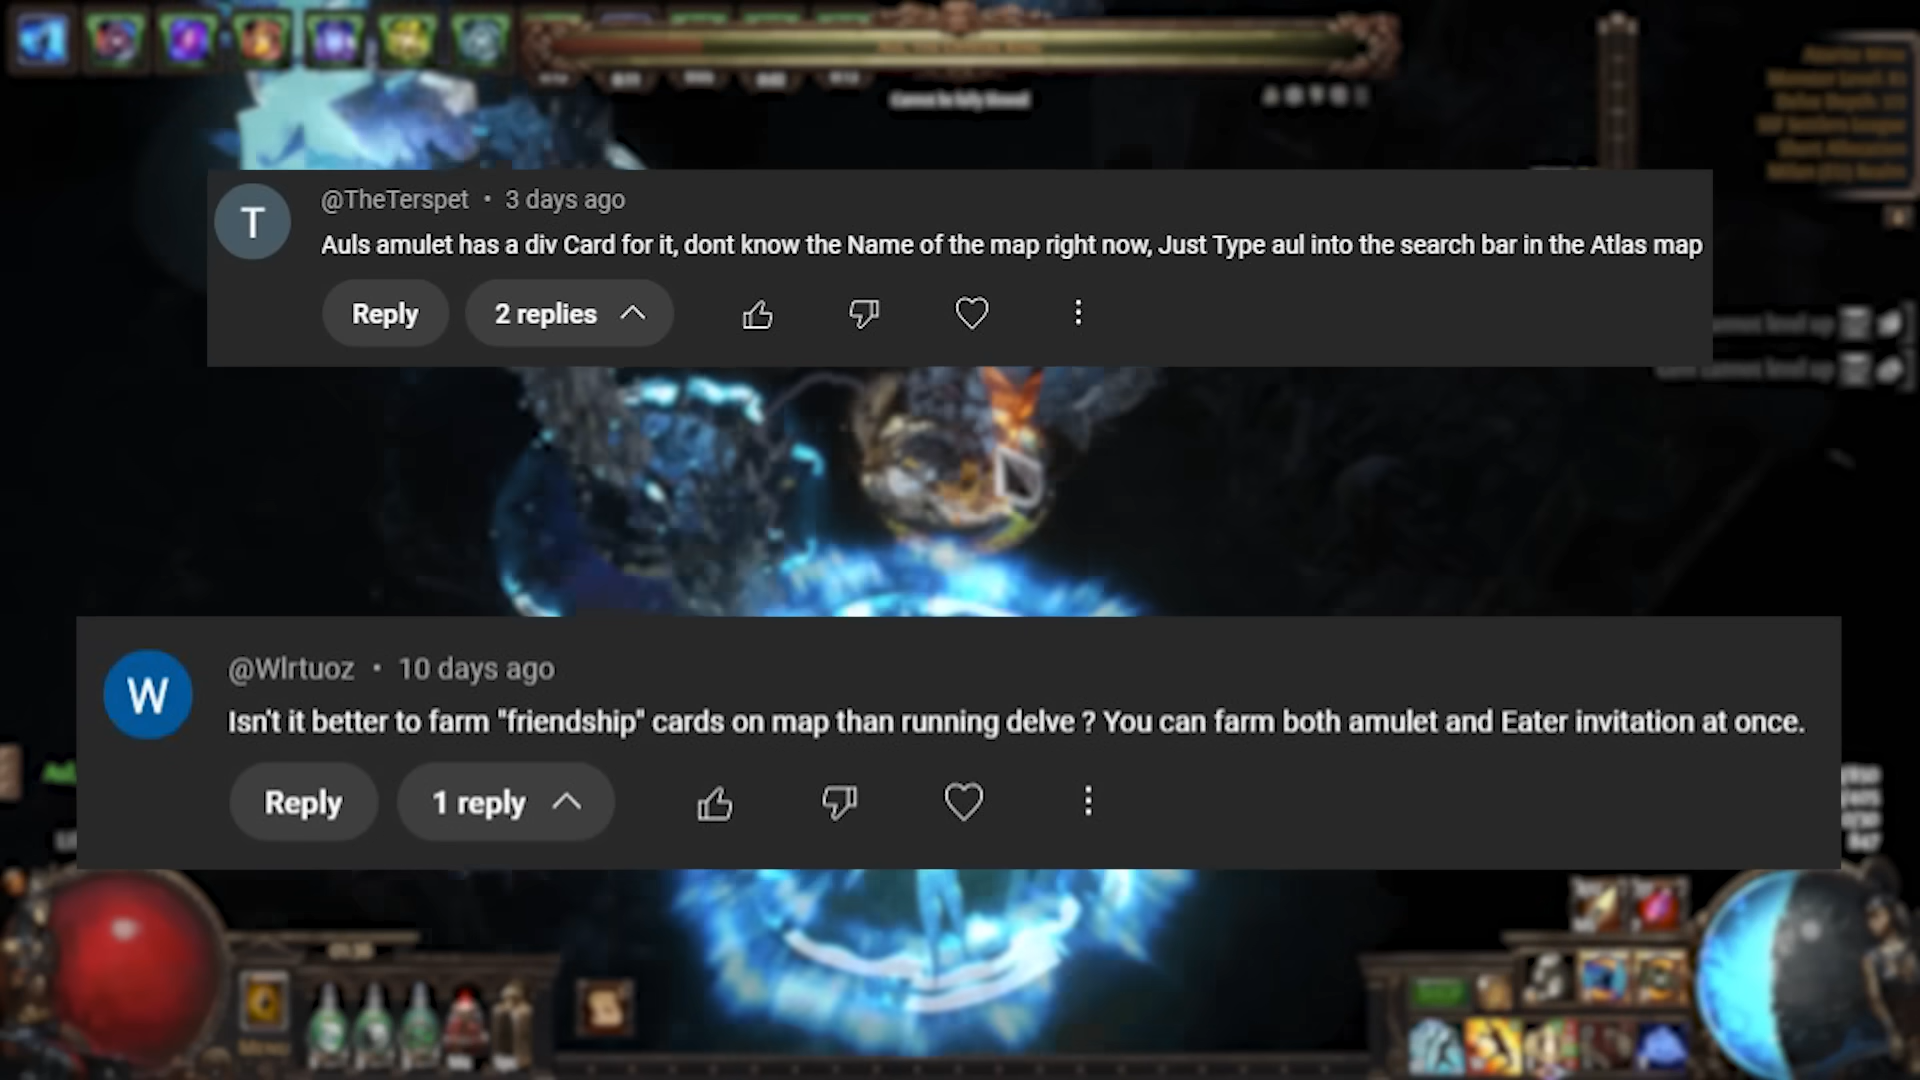 T
@TheTerspet • 3 days ago
Auls amulet has a div Card for it, dont know the Name of the map right now, Just Type aul into the search bar in the Atlas map
Reply
2 replies
W
@Wlrtuoz • 10 days ago
Isn't it better to farm "friendship" cards on map than running delve ? You can farm both amulet and Eater invitation at once.
Reply
1 reply